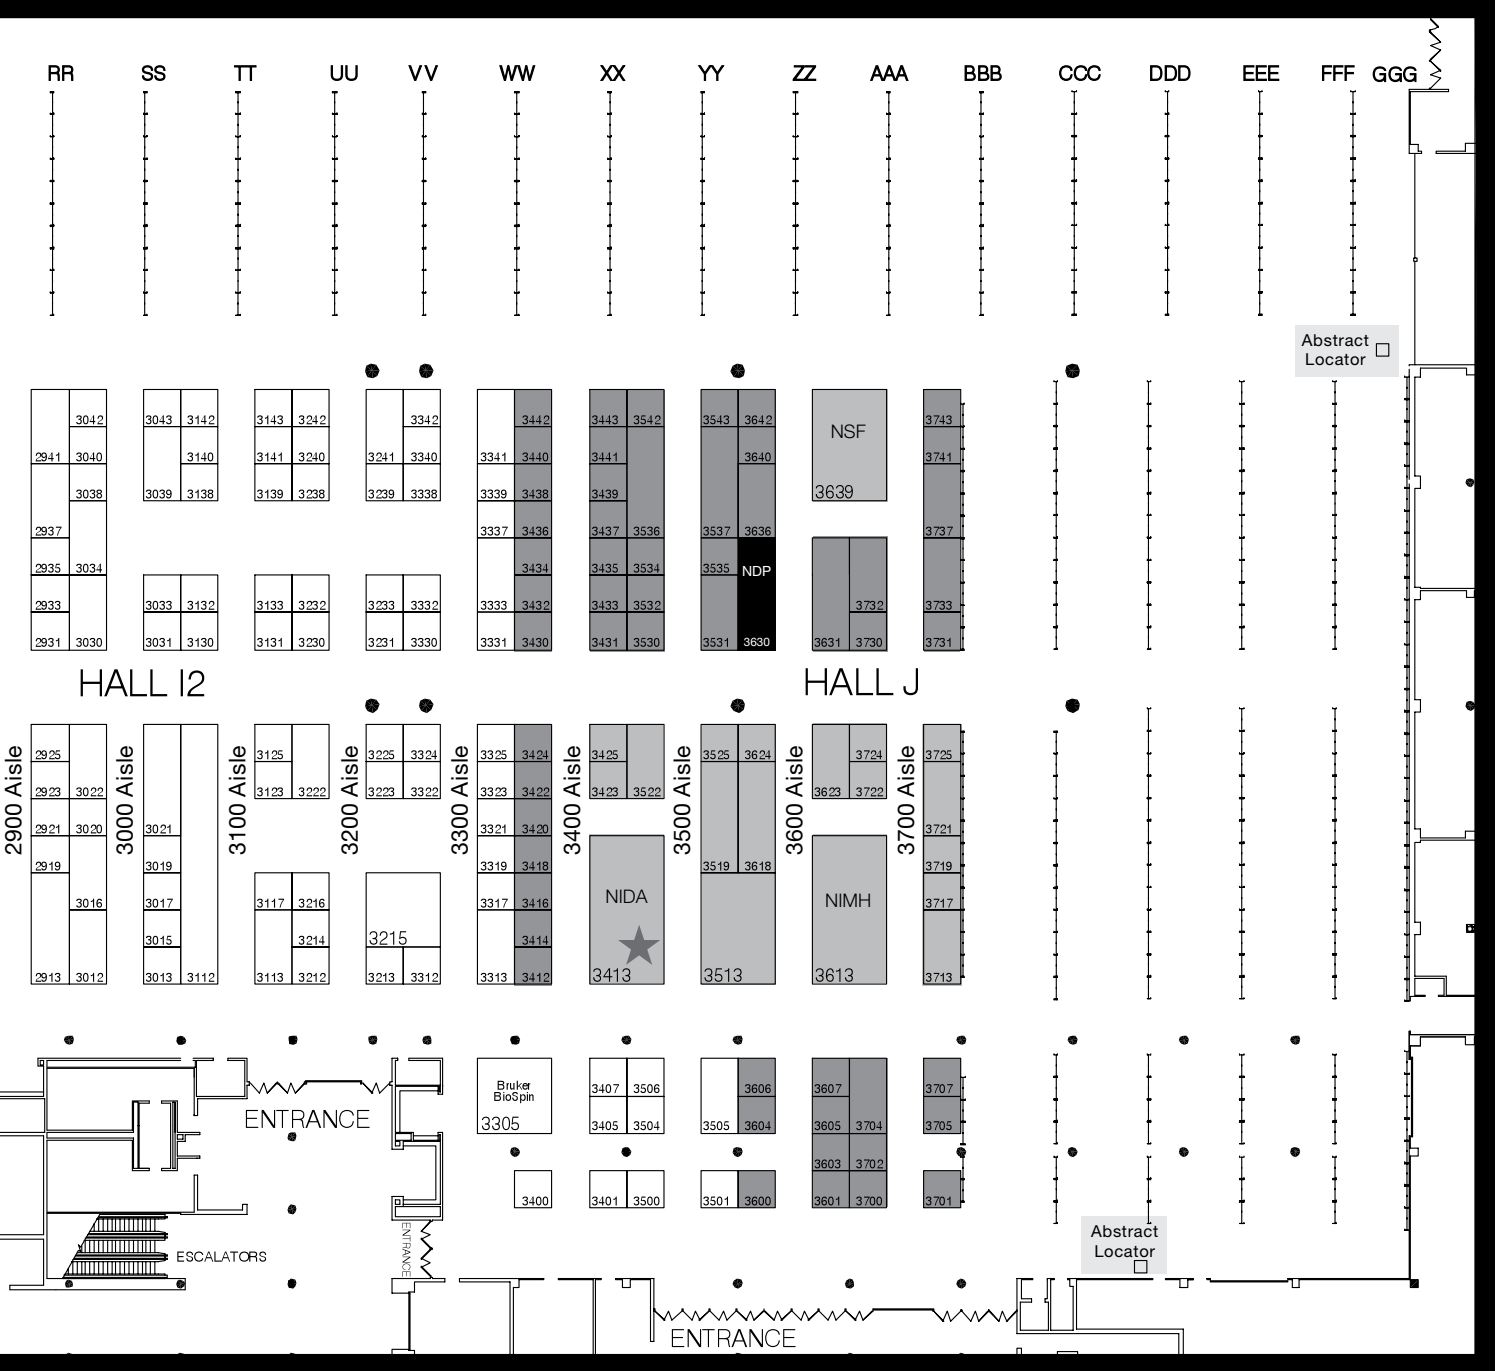 RR SS TT UU VV WW XX YY ZZ AAA BBB CCC DDD EEE FFF GGG
Abstract
Locator
3042 3043 3142 3143 3242 3342 3442 3443 3542 3543 3642 3743
NSF
2941 3040 3140 3141 3240 3241 3340 3341 3440 3441 3640 3741
3038 3039 3138 3139 3238 3239 3338 3339 3438 3439 3639
2937 3337 3436 3437 3536 3537 3636 3737
2935 3034 3434 3435 3534 3535 NDP
2933 3033 3132 3133 3232 3233 3332 3333 3432 3433 3532 3732 3733
2931 3030 3031 3130 3131 3230 3231 3330 3331 3430 3431 3530 3531 3630 3631 3730 3731
HALL I2 HALL J
2900 Aisle
3000 Aisle
3100 Aisle
3200 Aisle
3300 Aisle
3400 Aisle
3500 Aisle
3600 Aisle
3700 Aisle
2925 3125 3225 3324 3325 3424 3425 3525 3624 3724 3725
2923 3022 3123 3222 3223 3322 3323 3422 3423 3522 3623 3722
2921 3020 3021 3321 3420 3721
2919 3019 3319 3418 3519 3618 3719
NIDA NIMH
3016 3017 3117 3216 3317 3416 3717
3015 3214 3215 3414
2913 3012 3013 3112 3113 3212 3213 3312 3313 3412 3413 3513 3613 3713
Bruker
BioSpin
3407 3506 3606 3607 3707
ENTRANCE
3305 3405 3504 3505 3604 3605 3704 3705
3603 3702
3400 3401 3500 3501 3600 3601 3700 3701
ENTRANCE
ESCALATORS
Abstract
Locator
ENTRANCE